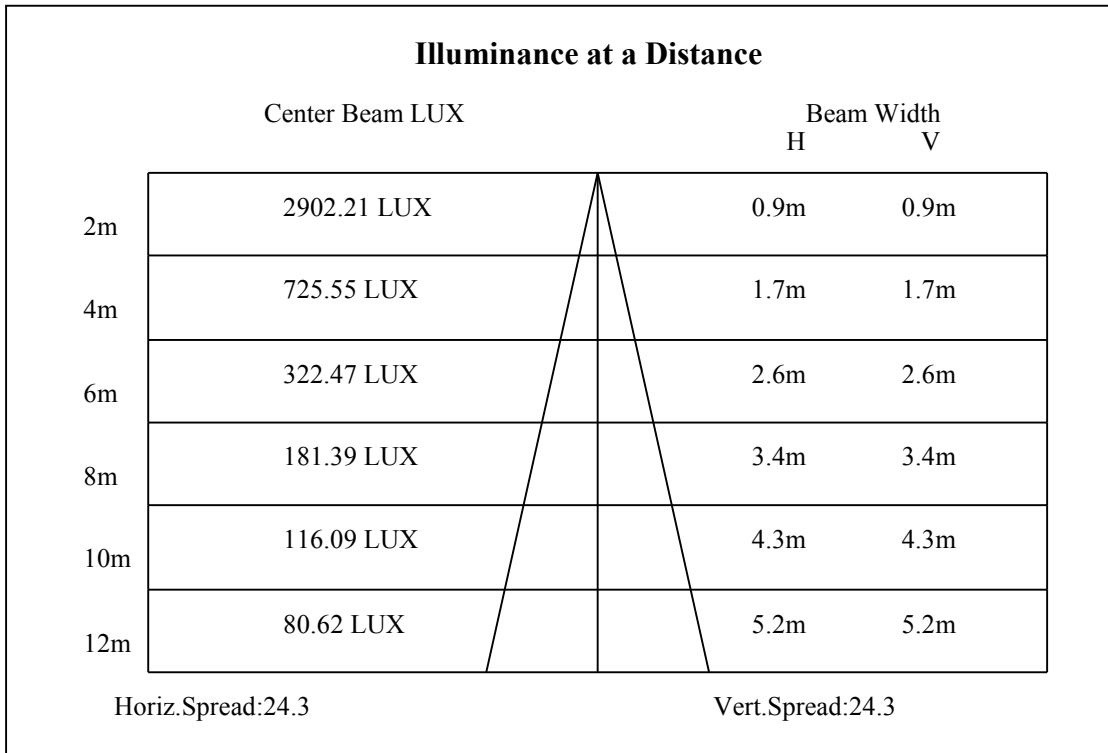 Illuminance at a Distance
Center Beam LUX Beam Width
H V
2m 2902.21 LUX 0.9m 0.9m
4m 725.55 LUX 1.7m 1.7m
6m 322.47 LUX 2.6m 2.6m
8m 181.39 LUX 3.4m 3.4m
10m 116.09 LUX 4.3m 4.3m
12m 80.62 LUX 5.2m 5.2m
Horiz.Spread:24.3 Vert.Spread:24.3